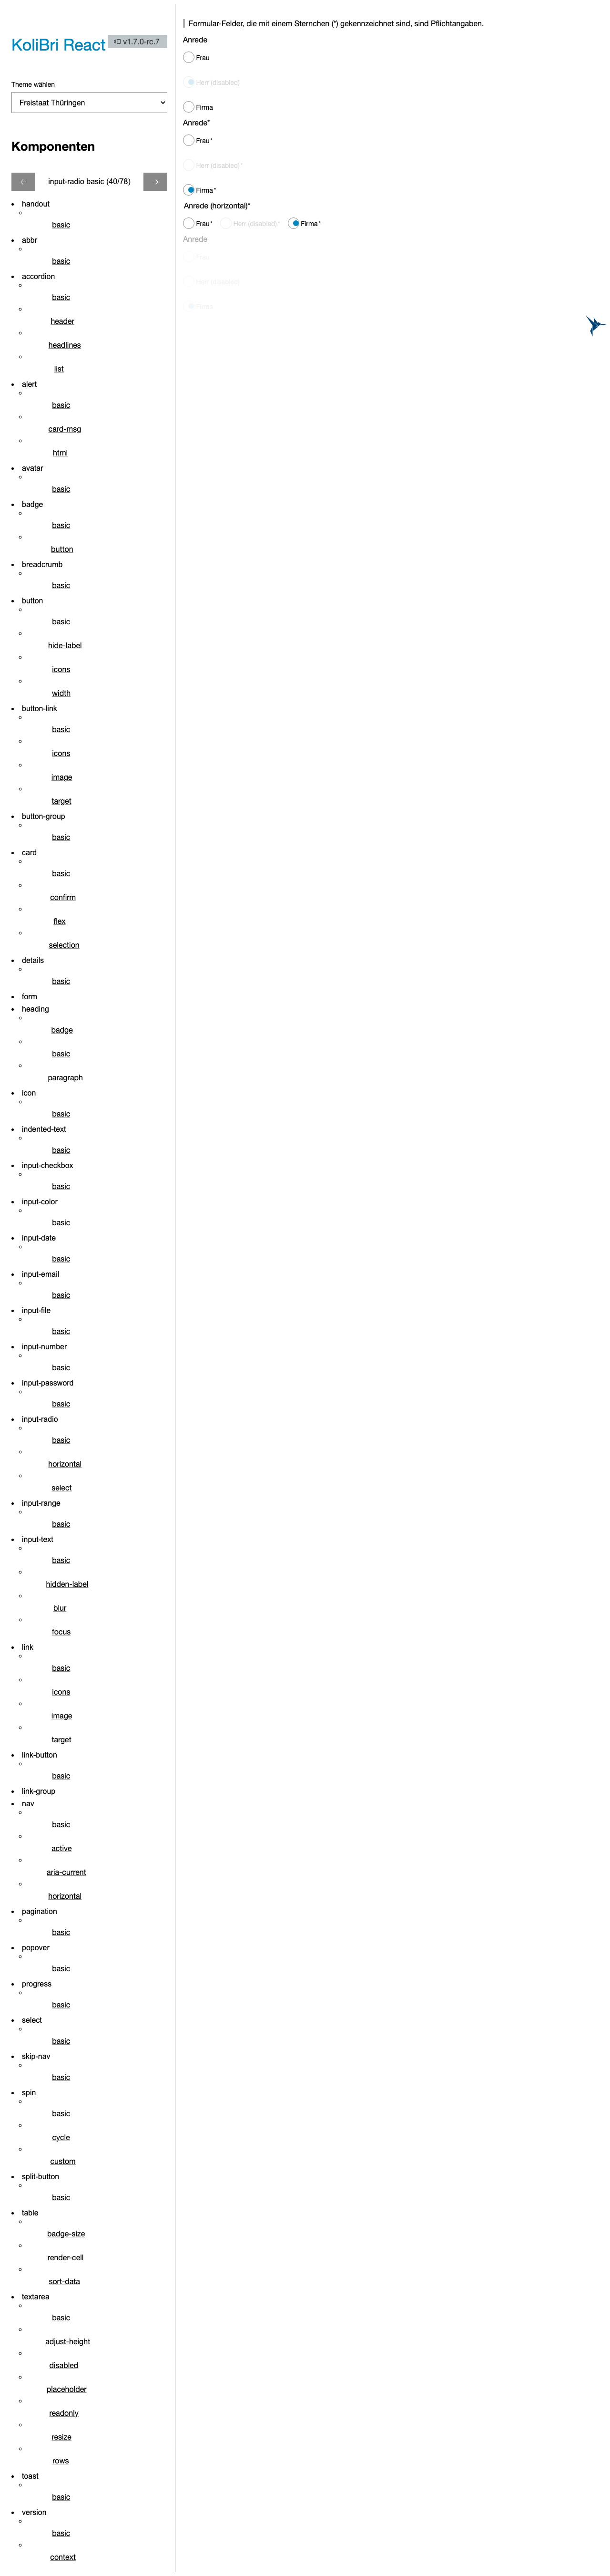 KoliBri React
v1.7.0-rc.7
Theme wählen
Freistaat Thüringen
Komponenten
input-radio basic (40/78)
handout
basic
abbr
basic
accordion
basic
header
headlines
list
alert
basic
card-msg
html
avatar
basic
badge
basic
button
breadcrumb
basic
button
basic
hide-label
icons
width
button-link
basic
icons
image
target
button-group
basic
card
basic
confirm
flex
selection
details
basic
form
heading
badge
basic
paragraph
icon
basic
indented-text
basic
input-checkbox
basic
input-color
basic
input-date
basic
input-email
basic
input-file
basic
input-number
basic
input-password
basic
input-radio
basic
horizontal
select
input-range
basic
input-text
basic
hidden-label
blur
focus
link
basic
icons
image
target
link-button
basic
link-group
nav
basic
active
aria-current
horizontal
pagination
basic
popover
basic
progress
basic
select
basic
skip-nav
basic
spin
basic
cycle
custom
split-button
basic
table
badge-size
render-cell
sort-data
textarea
basic
adjust-height
disabled
placeholder
readonly
resize
rows
toast
basic
version
basic
context
Formular-Felder, die mit einem Sternchen (*) gekennzeichnet sind, sind Pflichtangaben.
Anrede
Frau
Herr (disabled)
Firma
Anrede*
Frau*
Herr (disabled)*
Firma*
Anrede (horizontal)*
Frau* Herr (disabled)* Firma*
Anrede
Frau
Herr (disabled)
Firma